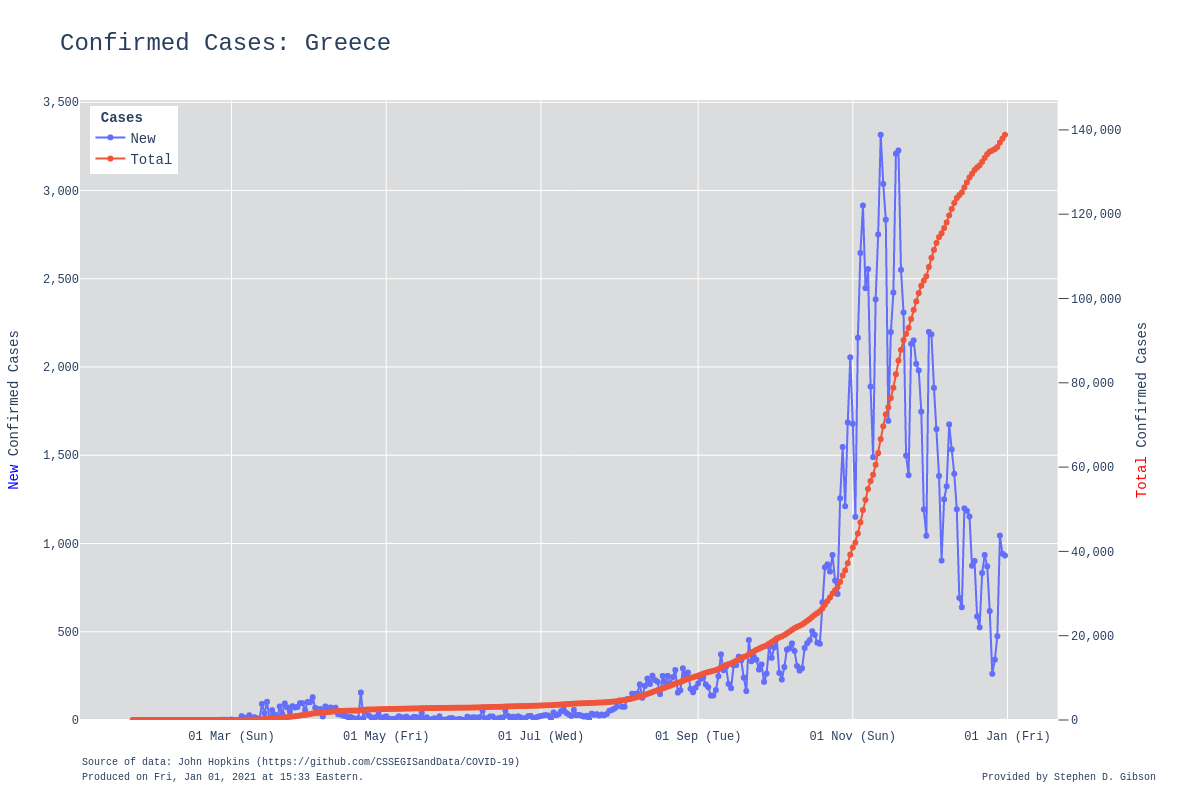 Confirmed Cases: Greece
Cases
New
Total
3,500
3,000
2,500
2,000
1,500
1,000
500
0
New Confirmed Cases
140,000
120,000
100,000
80,000
60,000
40,000
20,000
0
Total Confirmed Cases
01 Mar (Sun)
01 May (Fri)
01 Jul (Wed)
01 Sep (Tue)
01 Nov (Sun)
01 Jan (Fri)
Source of data: John Hopkins (https://github.com/CSSEGISandData/COVID-19)
Produced on Fri, Jan 01, 2021 at 15:33 Eastern.
Provided by Stephen D. Gibson